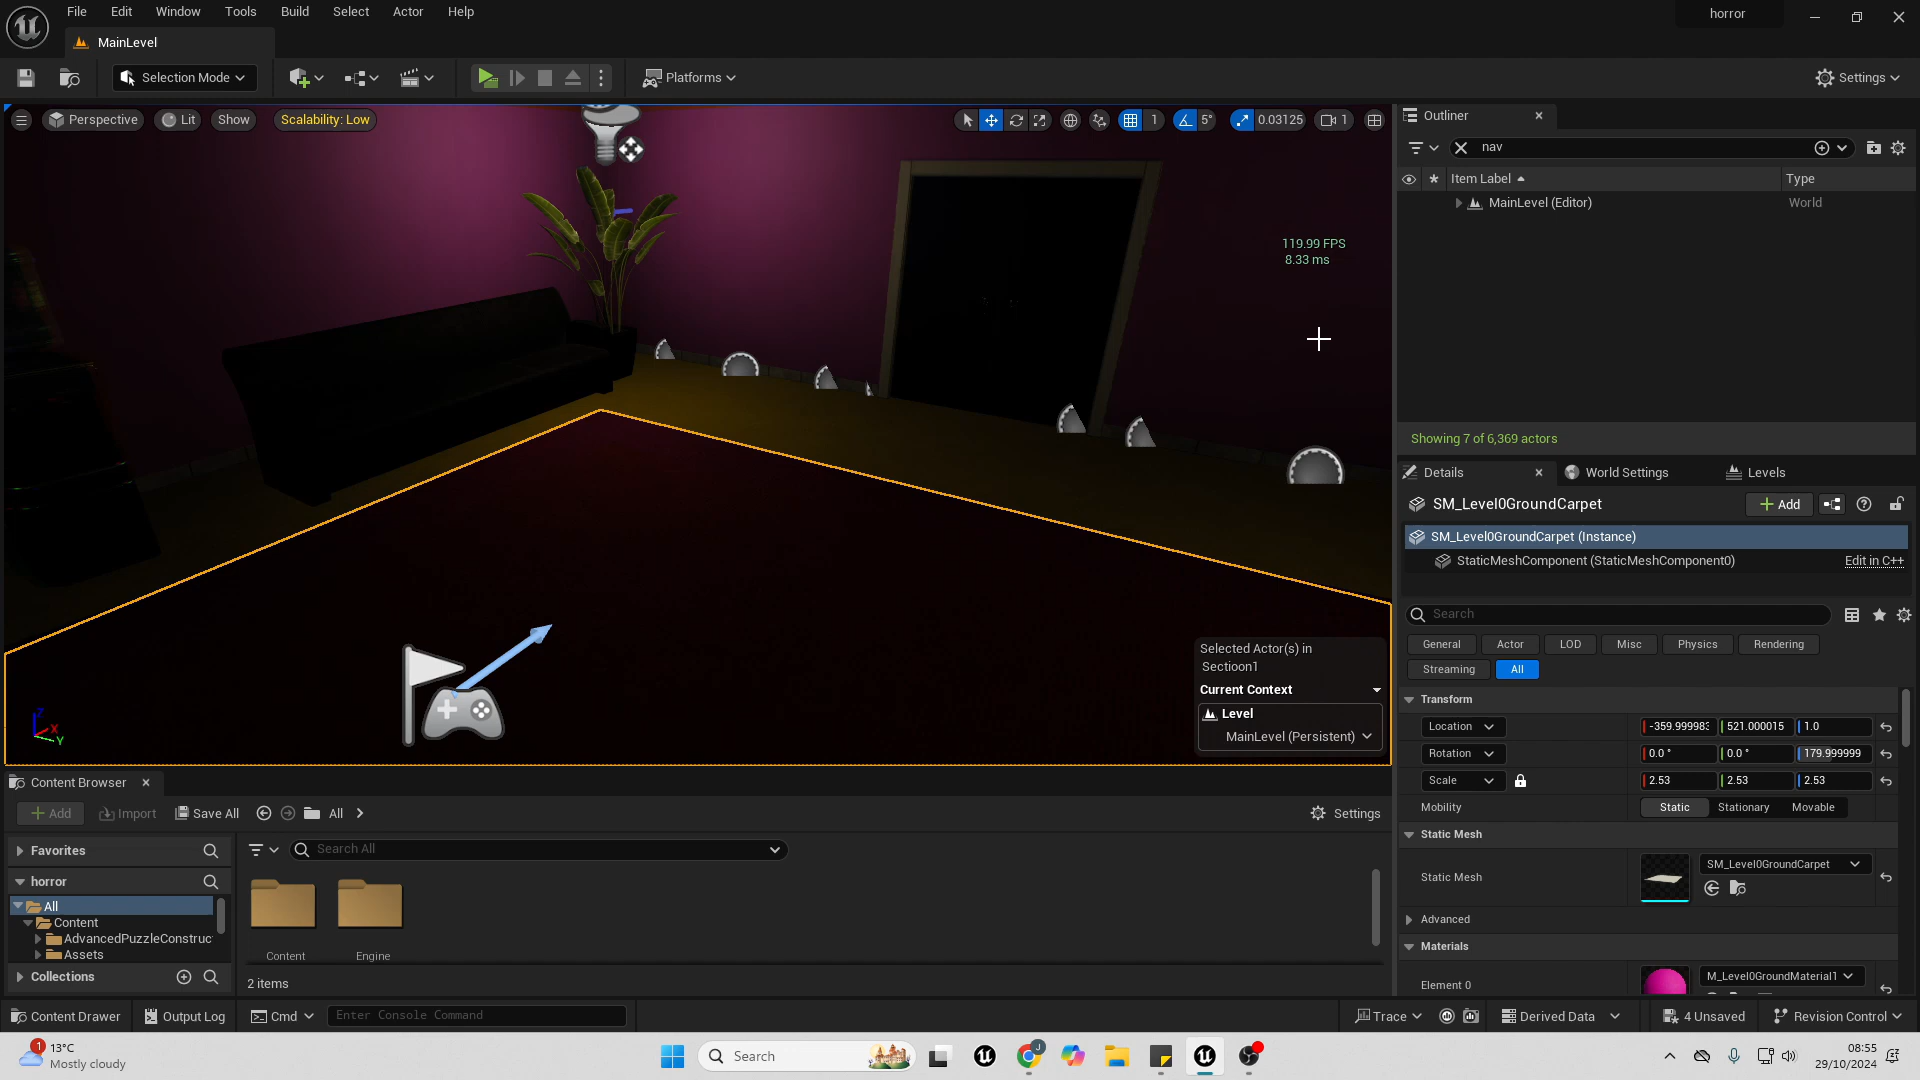 File Edit Window Tools Build Select Actor Help
horror
MainLevel
Selection Mode
Platforms
Settings
Perspective Lit Show Scalability: Low
1 5° 0.03125 1
119.99 FPS
8.33 ms
Selected Actor(s) in
Sectioon1
Current Context
Level
MainLevel (Persistent)
Outliner
nav
Item Label Type
MainLevel (Editor) World
Showing 7 of 6,369 actors
Details World Settings Levels
SM_Level0GroundCarpet Add
SM_Level0GroundCarpet (Instance)
StaticMeshComponent (StaticMeshComponent0) Edit in C++
Search
General Actor LOD Misc Physics Rendering
Streaming All
Transform
Location -359.999983 521.000015 1.0
Rotation 0.0 ° 0.0 ° 179.999999
Scale 2.53 2.53 2.53
Mobility Static Stationary Movable
Static Mesh
SM_Level0GroundCarpet
Static Mesh
Advanced
Materials
M_Level0GroundMaterial1
Element 0
Content Browser
Add Import Save All All Settings
Favorites
Search All
horror
All
Content
AdvancedPuzzleConstruc
Assets
Collections
Content Engine
2 items
Content Drawer Output Log Cmd Enter Console Command Trace Derived Data 4 Unsaved Revision Control
1 13°C
Mostly cloudy
Search
J
08:55
29/10/2024